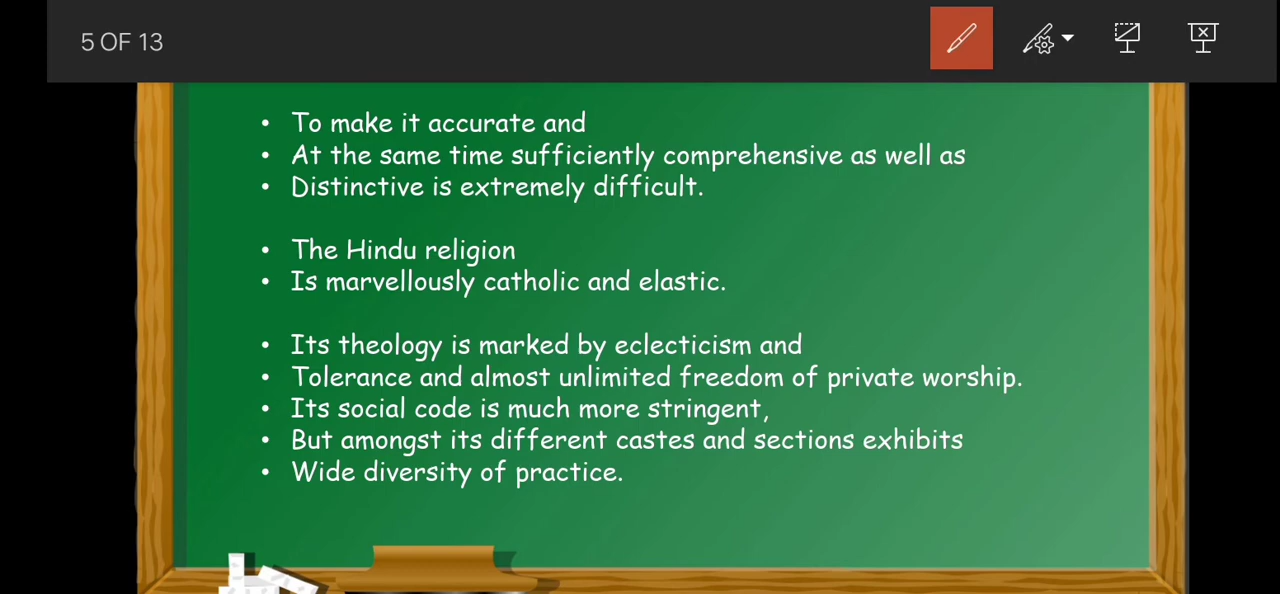 5 OF 13
• To make it accurate and
• At the same time sufficiently comprehensive as well as
• Distinctive is extremely difficult.
• The Hindu religion
• Is marvellously catholic and elastic.
• Its theology is marked by eclecticism and
• Tolerance and almost unlimited freedom of private worship.
• Its social code is much more stringent,
• But amongst its different castes and sections exhibits
• Wide diversity of practice.